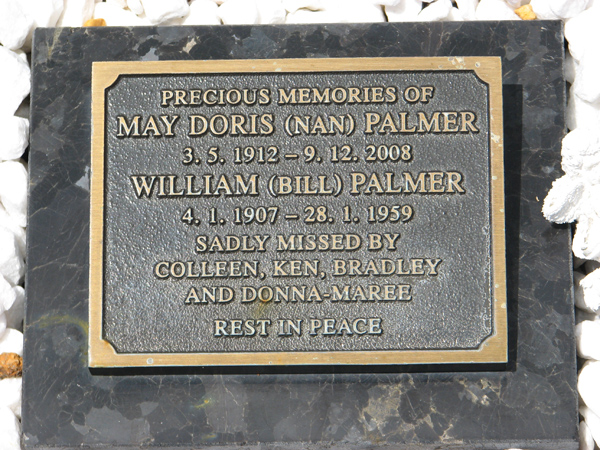 PRECIOUS MEMORIES OF
MAY DORIS (NAN) PALMER
3. 5. 1912 – 9. 12. 2008
WILLIAM (BILL) PALMER
4. 1. 1907 – 28. 1. 1959
SADLY MISSED BY
COLLEEN, KEN, BRADLEY
AND DONNA-MAREE
REST IN PEACE